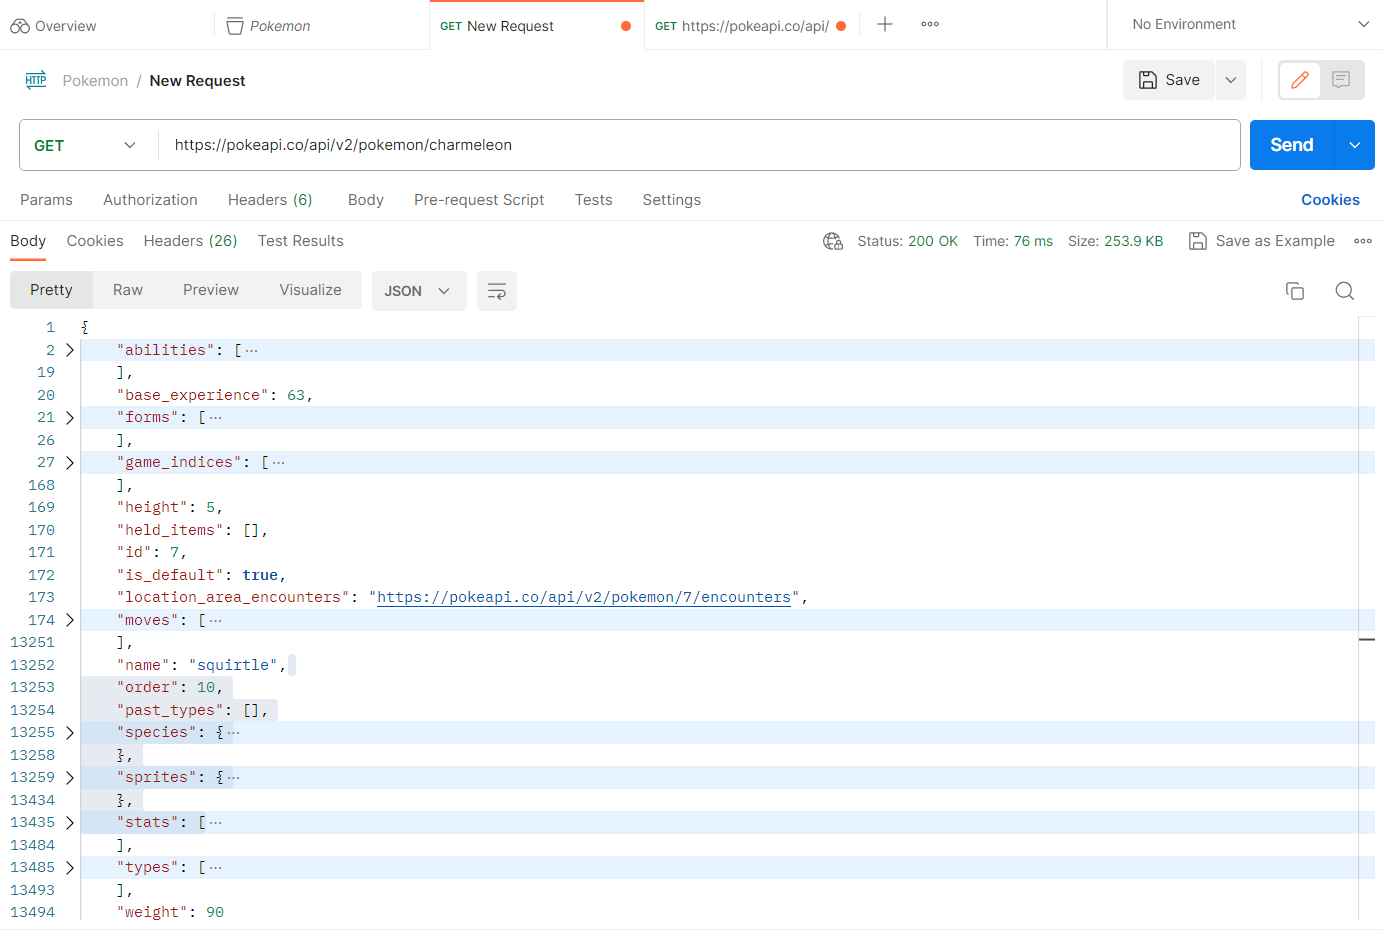 Overview
Pokemon
GET New Request
GET https://pokeapi.co/api/
No Environment
HTTP
Pokemon / New Request
Save
GET
https://pokeapi.co/api/v2/pokemon/charmeleon
Send
Params Authorization Headers (6) Body Pre-request Script Tests Settings
Cookies
Body Cookies Headers (26) Test Results
Status: 200 OK Time: 76 ms Size: 253.9 KB
Save as Example
Pretty Raw Preview Visualize
JSON
1 {
2 "abilities": [ ···
19 ],
20 "base_experience": 63,
21 "forms": [ ···
26 ],
27 "game_indices": [ ···
168 ],
169 "height": 5,
170 "held_items": [],
171 "id": 7,
172 "is_default": true,
173 "location_area_encounters": "https://pokeapi.co/api/v2/pokemon/7/encounters",
174 "moves": [ ···
13251 ],
13252 "name": "squirtle",
13253 "order": 10,
13254 "past_types": [],
13255 "species": { ···
13258 },
13259 "sprites": { ···
13434 },
13435 "stats": [ ···
13484 ],
13485 "types": [ ···
13493 ],
13494 "weight": 90